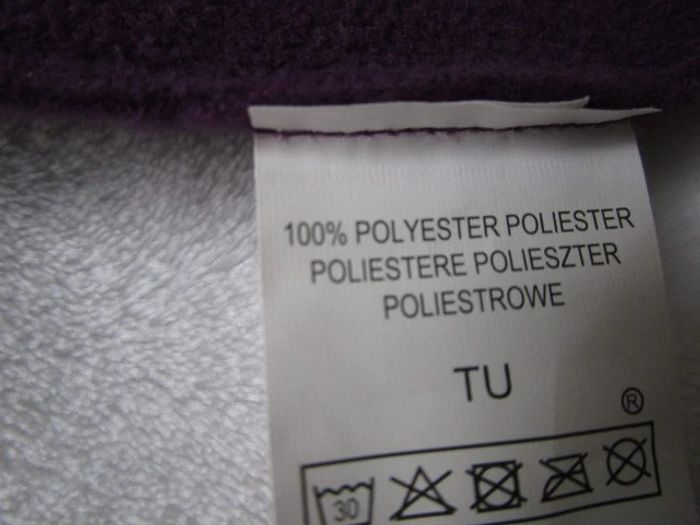 100% POLYESTER POLIESTER
POLIESTERE POLIESZTER
POLIESTROWE
TU
®
30